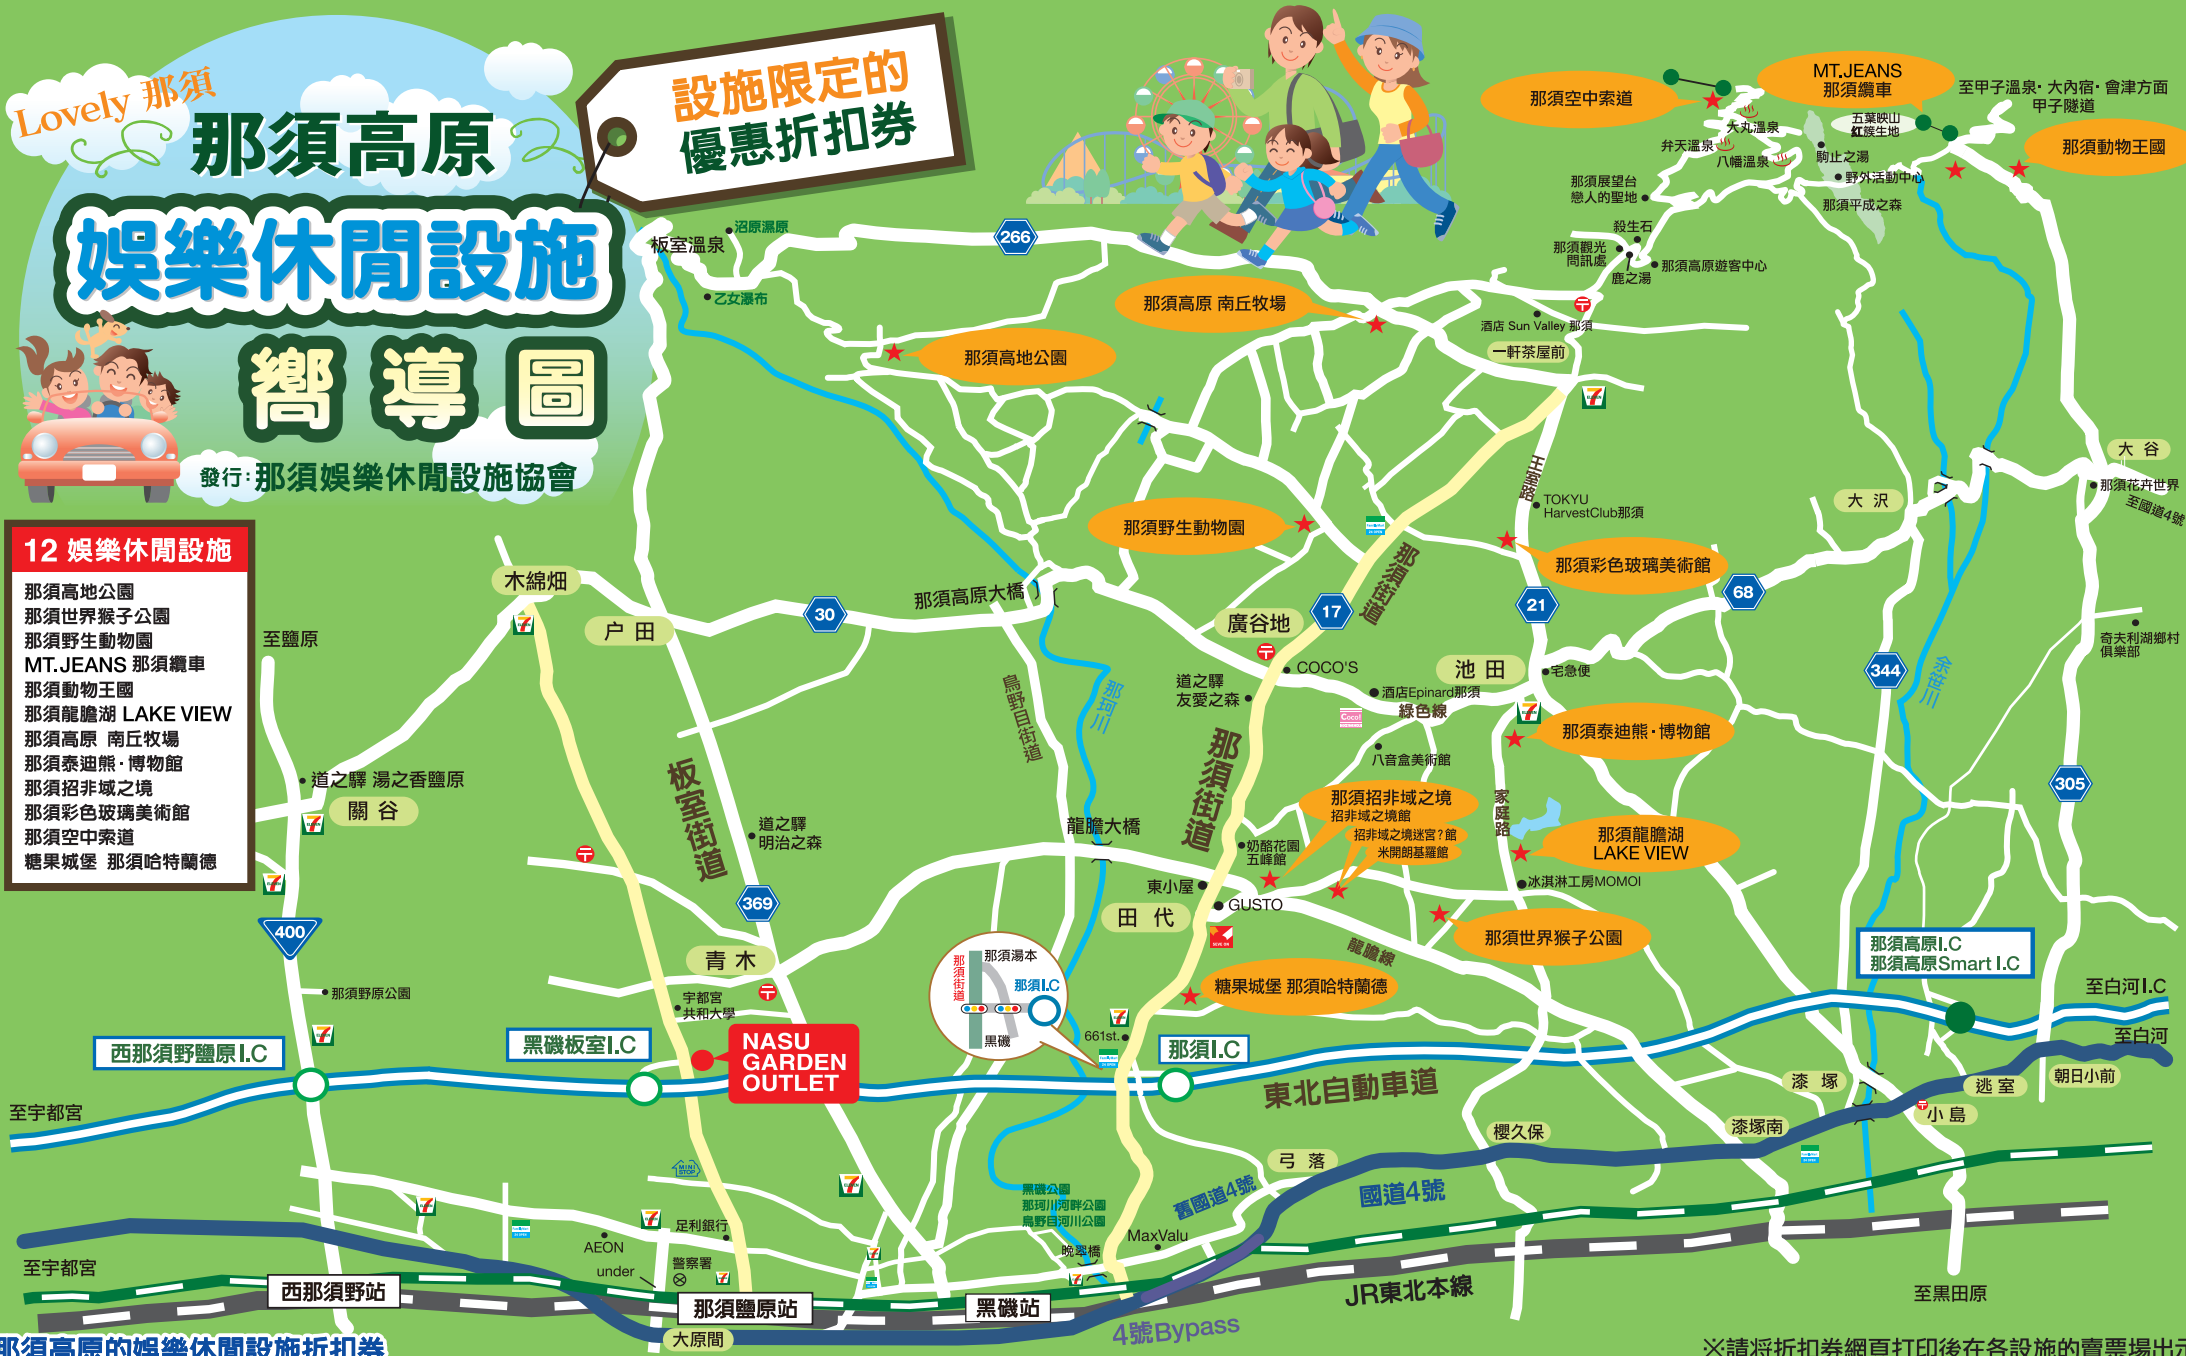 Lovely 那須
那須高原
娛樂休閒設施
嚮導圖
發行:那須娛樂休閒設施協會
設施限定的
優惠折扣券
12 娛樂休閒設施
那須高地公園
那須世界猴子公園
那須野生動物園
MT.JEANS 那須纜車
那須動物王國
那須龍膽湖 LAKE VIEW
那須高原 南丘牧場
那須泰迪熊·博物館
那須招非域之境
那須彩色玻璃美術館
那須空中索道
糖果城堡 那須哈特蘭德
那須空中索道
MT.JEANS
那須纜車
至甲子溫泉·大內宿·會津方面
甲子隧道
五葉映山
紅簇生地
那須動物王國
大丸溫泉
弁天溫泉
八幡溫泉
駒止之湯
野外活動中心
那須平成之森
那須展望台
戀人的聖地
殺生石
那須觀光
問訊處
鹿之湯
那須高原遊客中心
沼原濕原
板室溫泉
乙女瀑布
266
那須高原 南丘牧場
酒店 Sun Valley 那須
一軒茶屋前
那須高地公園
大谷
那須花卉世界
至國道4號
大沢
王室路
TOKYU
HarvestClub那須
那須野生動物園
那須彩色玻璃美術館
那須街道
木綿畑
戶田
30
那須高原大橋
廣谷地
17
21
68
至鹽原
COCO'S
池田
宅急便
344
奇夫利湖鄉村
俱樂部
余笹川
鳥野目街道
那珂川
道之驛
友愛之森
酒店Epinard那須
綠色線
Coco!
八音盒美術館
那須泰迪熊·博物館
那須街道
道之驛 湯之香鹽原
關谷
板室街道
道之驛
明治之森
龍膽大橋
那須招非域之境
招非域之境館
招非域之境迷宮?館
米開朗基羅館
奶酪花園
五峰館
家庭路
那須龍膽湖
LAKE VIEW
305
冰淇淋工房MOMOI
東小屋
GUSTO
田代
369
400
那須世界猴子公園
龍膽線
青木
那須野原公園
宇都宮
共和大學
那須街道
那須湯本
那須I.C
黑磯
糖果城堡 那須哈特蘭德
那須高原I.C
那須高原Smart I.C
至白河I.C
至白河
西那須野鹽原I.C
黑磯板室I.C
NASU
GARDEN
OUTLET
661st.
那須I.C
東北自動車道
至宇都宮
漆塚
逃室
朝日小前
小島
漆塚南
櫻久保
弓落
MINI
STOP
黑磯公園
那珂川河畔公園
鳥野目河川公園
舊國道4號
國道4號
足利銀行
AEON
under
警察署
晚翠橋
MaxValu
至宇都宮
西那須野站
那須鹽原站
黑磯站
大原間
4號Bypass
JR東北本線
至黑田原
那須高原的娛樂休閒設施折扣券
※請将折扣券網頁打印後在各設施的賣票場出示